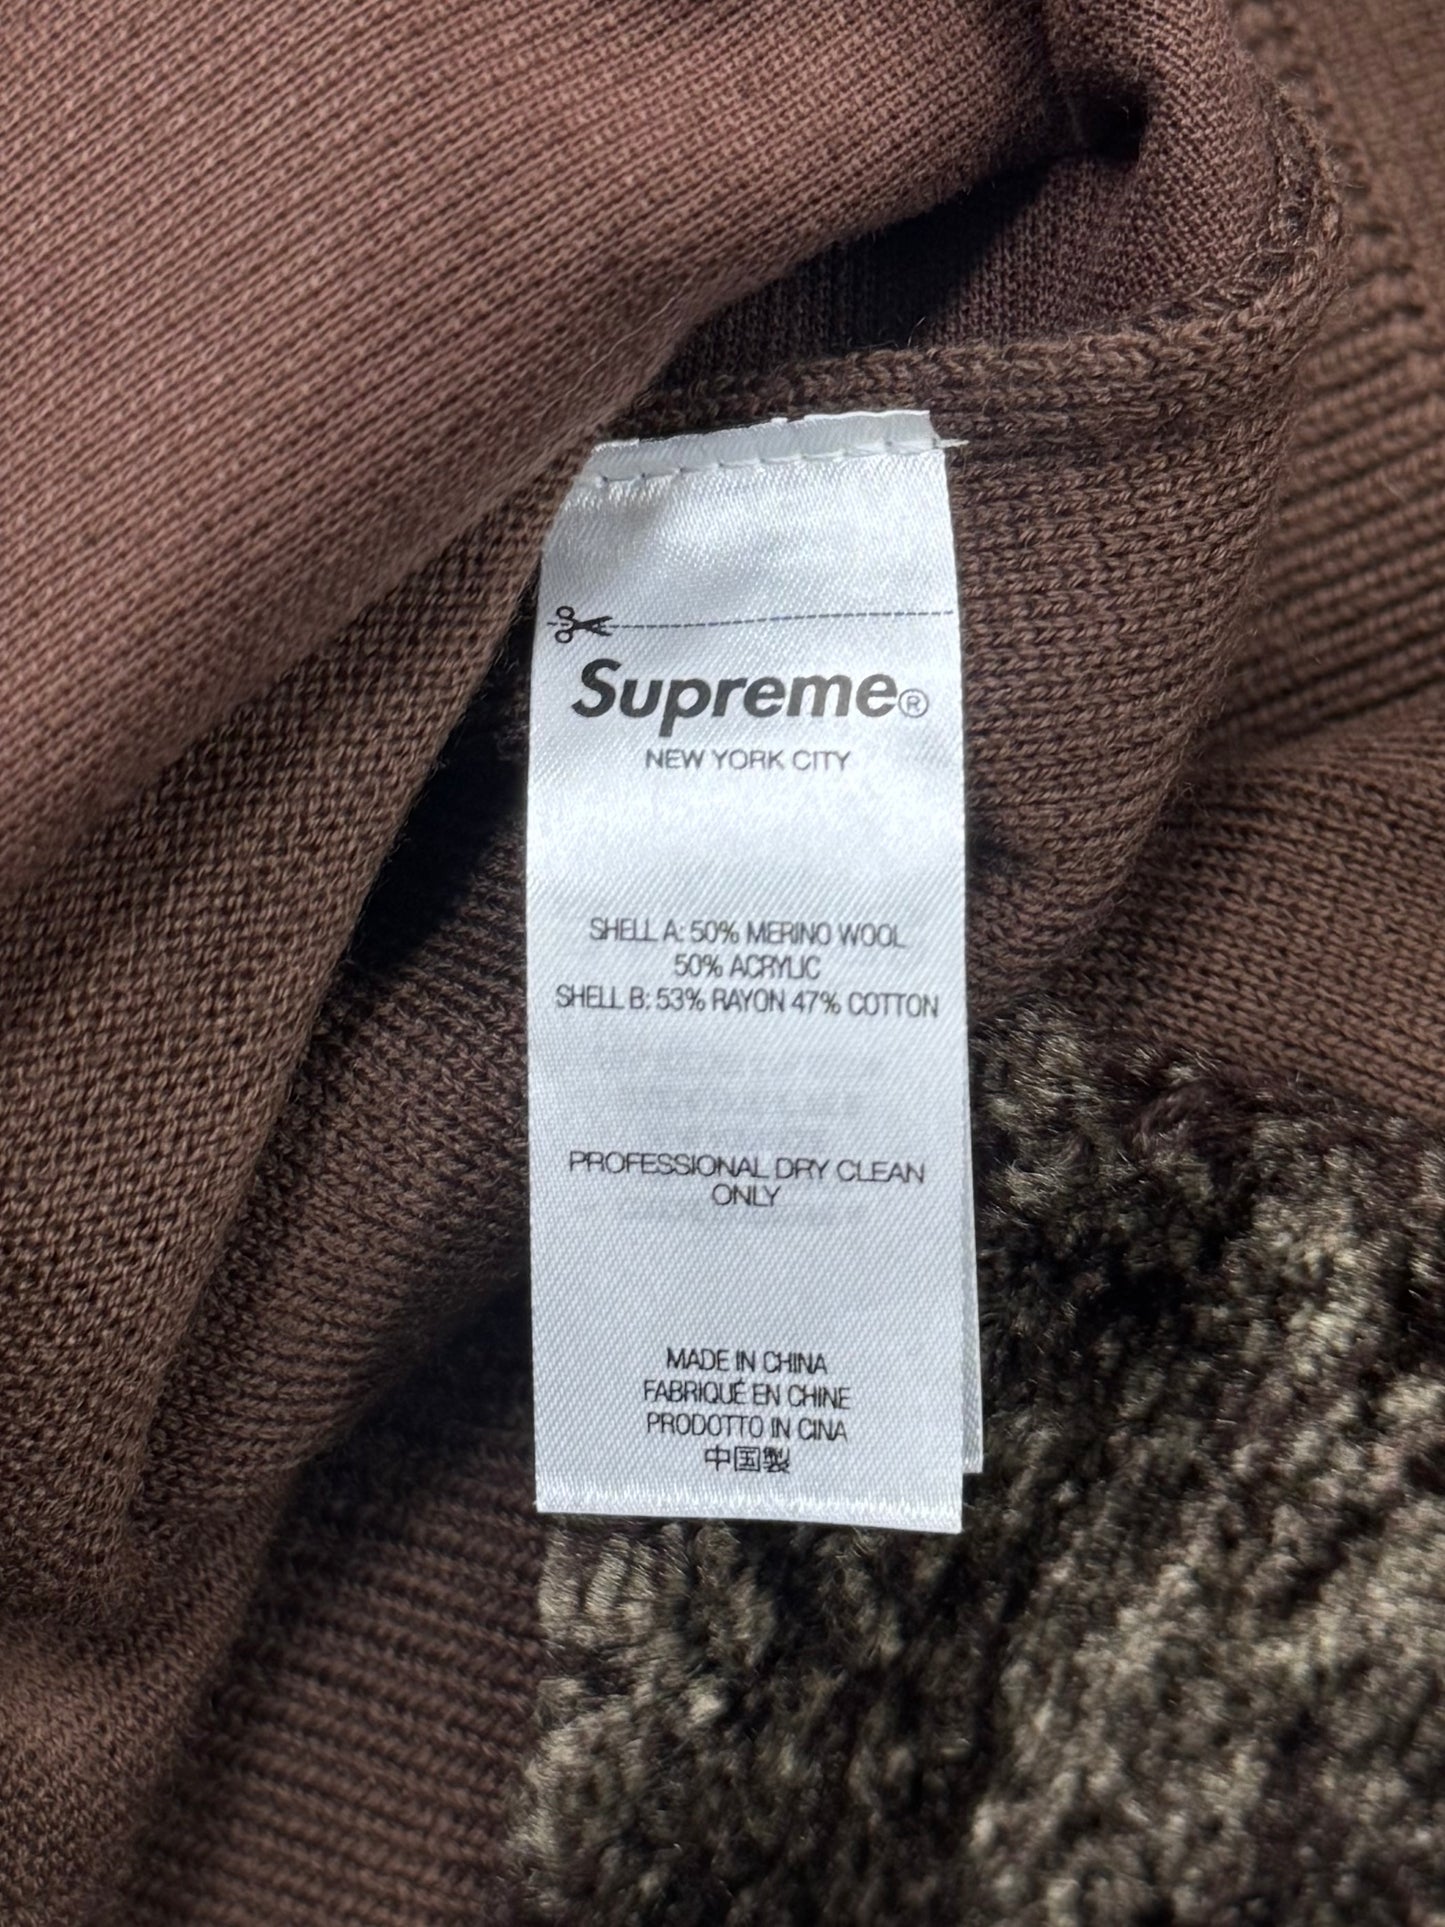 Supreme®
NEW YORK CITY
SHELL A: 50% MERINO WOOL
50% ACRYLIC
SHELL B: 53% RAYON 47% COTTON
PROFESSIONAL DRY CLEAN
ONLY
MADE IN CHINA
FABRIQUÉ EN CHINE
PRODOTTO IN CINA
中国製